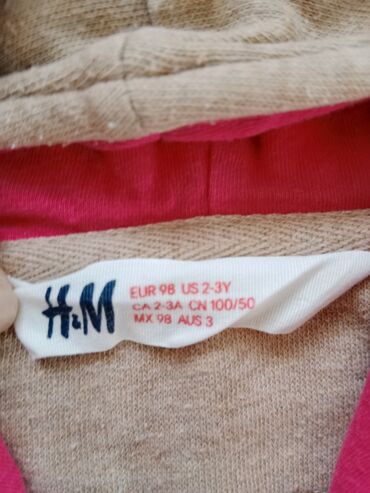 H&M
EUR 98 US 2-3Y
CA 2-3A CN 100/50
MX 98 AUS 3